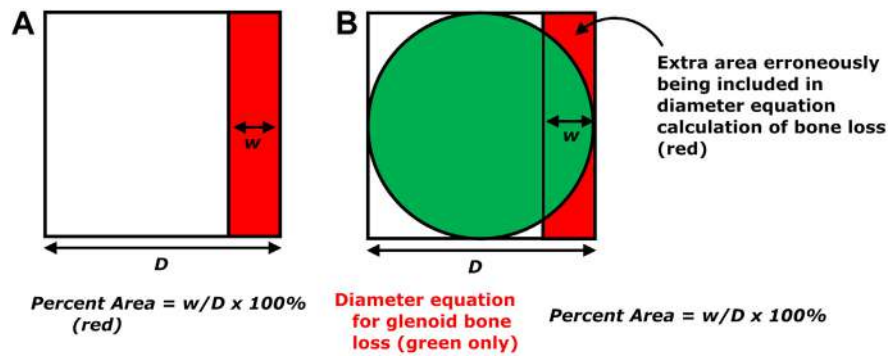 A
B
w
w
Extra area erroneously
being included in
diameter equation
calculation of bone loss
(red)
D
D
Percent Area = w/D x 100%
(red)
Diameter equation
for glenoid bone
loss (green only)
Percent Area = w/D x 100%